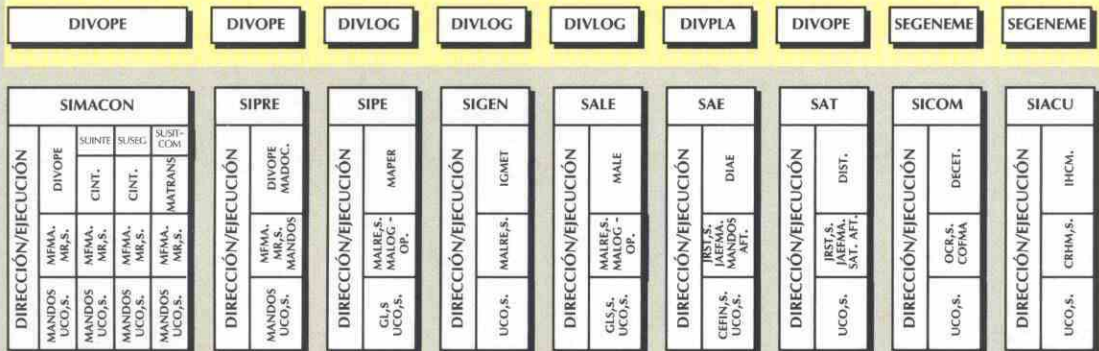 DIVOPE
DIVOPE
DIVLOG
DIVLOG
DIVLOG
DIVPLA
DIVOPE
SEGENEME
SEGENEME
SIMACON
DIRECCIÓN/EJECUCIÓN
DIVOPE
MFMA.
MR,s.
MANDOS
UCO,s.
SUINTE
CINT.
MFMA.
MR,s.
MANDOS
UCO,s.
SUSEG
CINT.
MFMA.
MR,s.
MANDOS
UCO,s.
SUSIT-
COM
MATRANS
MFMA.
MR,s.
MANDOS
UCO,s.
SIPRE
DIRECCIÓN/EJECUCIÓN
DIVOPE
MADOC.
MFMA.
MR,s.
MANDOS
MANDOS
UCO,s.
SIPE
DIRECCIÓN/EJECUCIÓN
MAPER
MALRE,s.
MALOG -
OP.
GL,s
UCO,s.
SIGEN
DIRECCIÓN/EJECUCIÓN
IGMET
MALRE,s.
UCO,s.
SALE
DIRECCIÓN/EJECUCIÓN
MALE
MALRE,s.
MALOG -
OP.
GLS,s.
UCO,s.
SAE
DIRECCIÓN/EJECUCIÓN
DIAE
JRST,s.
JAEFMA.
MANDOS
AFT.
CEFIN,s.
UCO,s.
SAT
DIRECCIÓN/EJECUCIÓN
DIST.
JRST,s.
JAEFMA.
SAT. AFT.
UCO,s.
SICOM
DIRECCIÓN/EJECUCIÓN
DECET.
OCR,s.
COFMA
UCO,s.
SIACU
DIRECCIÓN/EJECUCIÓN
IHCM.
CRHM,s.
UCO,s.